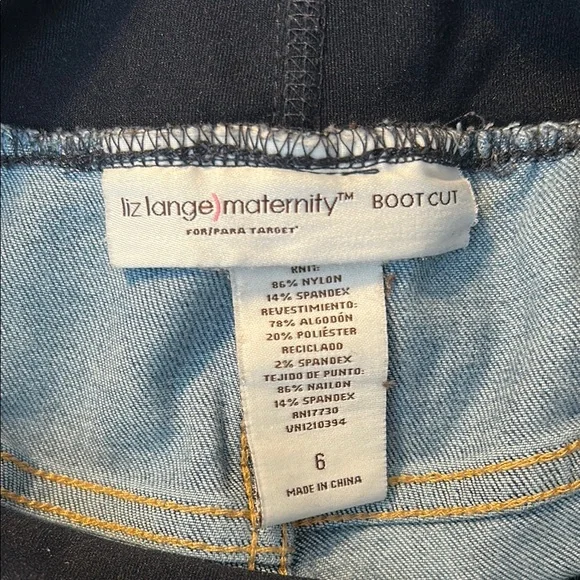 liz lange)maternity™ BOOT CUT
FOR/PARA TARGET*
KNIT:
86% NYLON
14% SPANDEX
REVESTIMIENTO:
78% ALGODÓN
20% POLIÉSTER
RECICLADO
2% SPANDEX
TEJIDO DE PUNTO:
86% NAILON
14% SPANDEX
RN17730
VN1210394
6
MADE IN CHINA